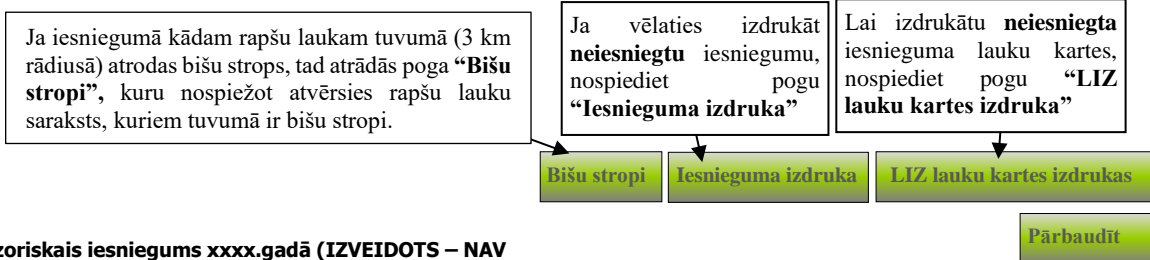 Ja iesniegumā kādam rapšu laukam tuvumā (3 km
rādiusā) atrodas bišu strops, tad atrādās poga “Bišu
stropi”, kuru nospiežot atvērsies rapšu lauku
saraksts, kuriem tuvumā ir bišu stropi.
Ja vēlaties izdrukāt
neiesniegtu iesniegumu,
nospiediet pogu
“Iesnieguma izdruka”
Lai izdrukātu neiesniegta
iesnieguma lauku kartes,
nospiediet pogu “LIZ
lauku kartes izdruka”
Bišu stropi
Iesnieguma izdruka
LIZ lauku kartes izdrukas
Pārbaudīt
zoriskais iesniegums xxxx.gadā (IZVEIDOTS – NAV